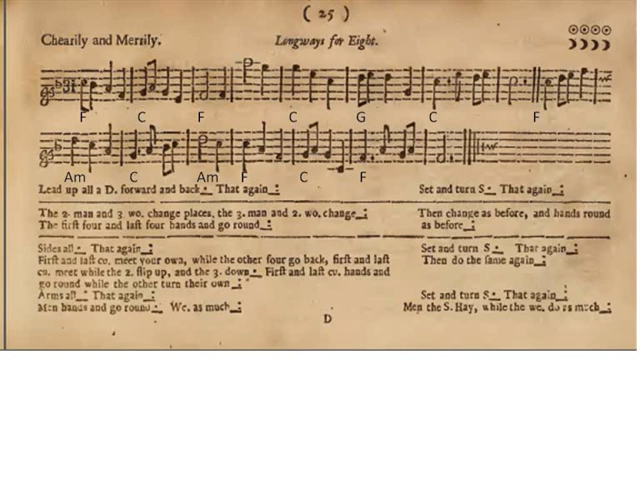 ( 25 )
Chearily and Merrily. Longways for Eight.
F C F C G C F
Am C Am F C F
Lead up all a D. forward and back That again Set and turn S. That again
The 2. man and 3 wo. change places, the 3. man and 2. wo. change Then change as before, and hands round
The first four and last four hands and go round as before
Sides all That again Set and turn S That again
First and last cu. meet your own, while the other four go back, first and last Then do the same again
cu. meet while the 2. slip up, and the 3. down First and last cu. hands and
go round while the other turn their own
Arms all That again Set and turn S. That again
Men hands and go round We. as much Men the S. Hay, while the we. do as much
D